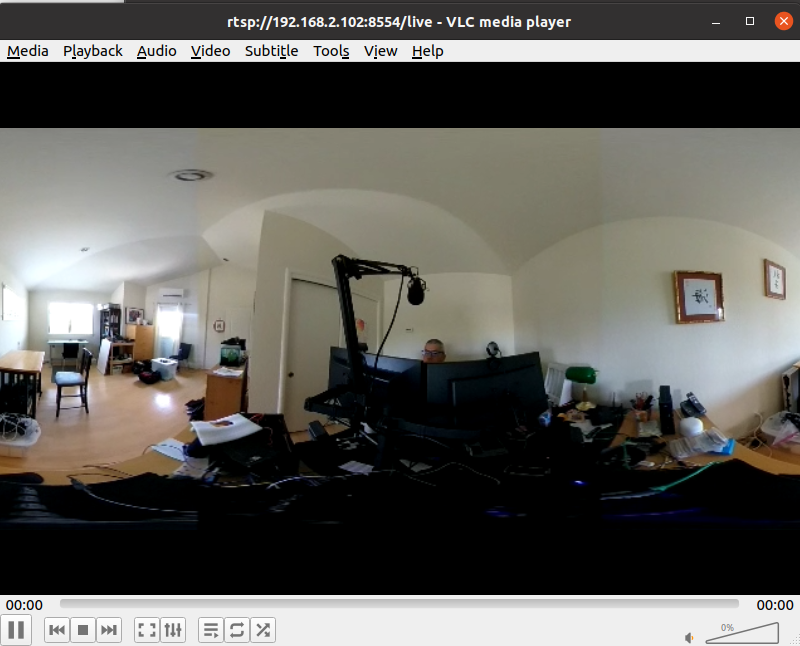 rtsp://192.168.2.102:8554/live - VLC media player
Media Playback Audio Video Subtitle Tools View Help
00:00 00:00
0%